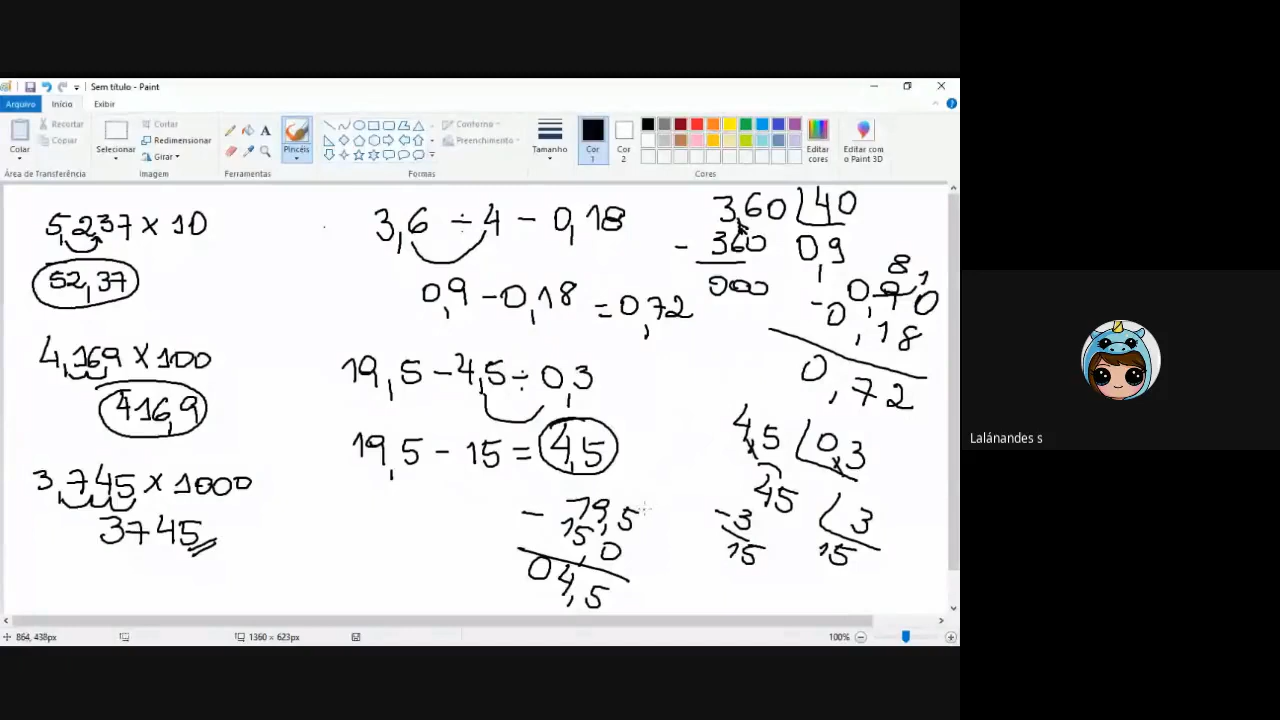 Sem título - Paint
Arquivo Início Exibir
Colar
Recortar
Copiar
Área de Transferência
Selecionar
Cortar
Redimensionar
Girar
Imagem
Ferramentas
Pincéis
Contorno
Preenchimento
Formas
Tamanho
Cor 1
Cor 2
Editar cores
Editar com o Paint 3D
Cores
5,237 x 10
52,37
4,169 x 100
416,9
3,745 x 1000
3745
3,6 ÷ 4 - 0,18
0,9 - 0,18 = 0,72
19,5 - 4,5 ÷ 0,3
19,5 - 15 = 4,5
- 19,5
15,0
04,5
3,60 40
- 360 0,9
000
8 1
- 0,90
0,18
0,72
4,5 0,3
45 3
- 3 15
15
Lalánandes s
864, 438px
1360 × 623px
100%